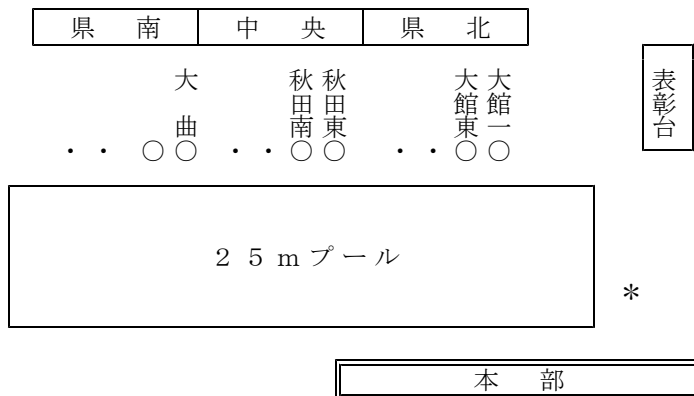 県 南 中 央 県 北
表彰台
大館一
大館東
秋田東
秋田南
大 曲
・ ・ ○○ ・ ・○○ ・ ・○○
25mプール
＊
本 部